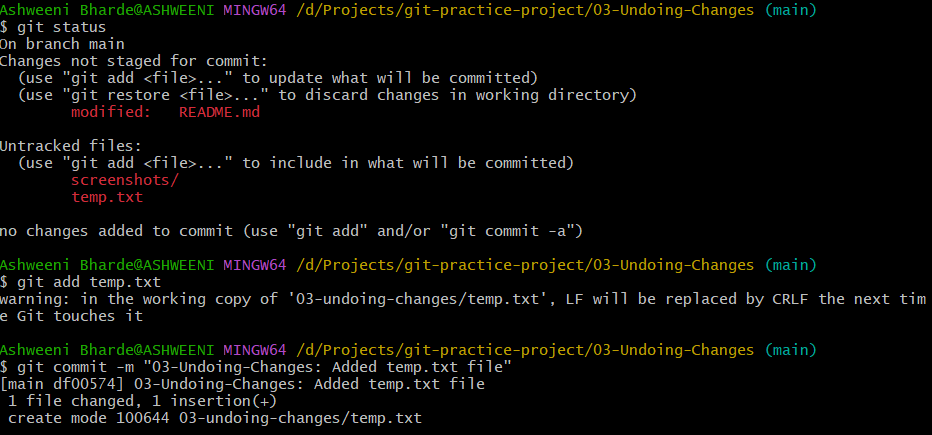 Ashweeni Bharde@ASHWEENI MINGW64 /d/Projects/git-practice-project/03-Undoing-Changes (main)
$ git status
On branch main
Changes not staged for commit:
  (use "git add <file>..." to update what will be committed)
  (use "git restore <file>..." to discard changes in working directory)
        modified:   README.md

Untracked files:
  (use "git add <file>..." to include in what will be committed)
        screenshots/
        temp.txt

no changes added to commit (use "git add" and/or "git commit -a")

Ashweeni Bharde@ASHWEENI MINGW64 /d/Projects/git-practice-project/03-Undoing-Changes (main)
$ git add temp.txt
warning: in the working copy of '03-undoing-changes/temp.txt', LF will be replaced by CRLF the next tim
e Git touches it

Ashweeni Bharde@ASHWEENI MINGW64 /d/Projects/git-practice-project/03-Undoing-Changes (main)
$ git commit -m "03-Undoing-Changes: Added temp.txt file"
[main df00574] 03-Undoing-Changes: Added temp.txt file
 1 file changed, 1 insertion(+)
 create mode 100644 03-undoing-changes/temp.txt